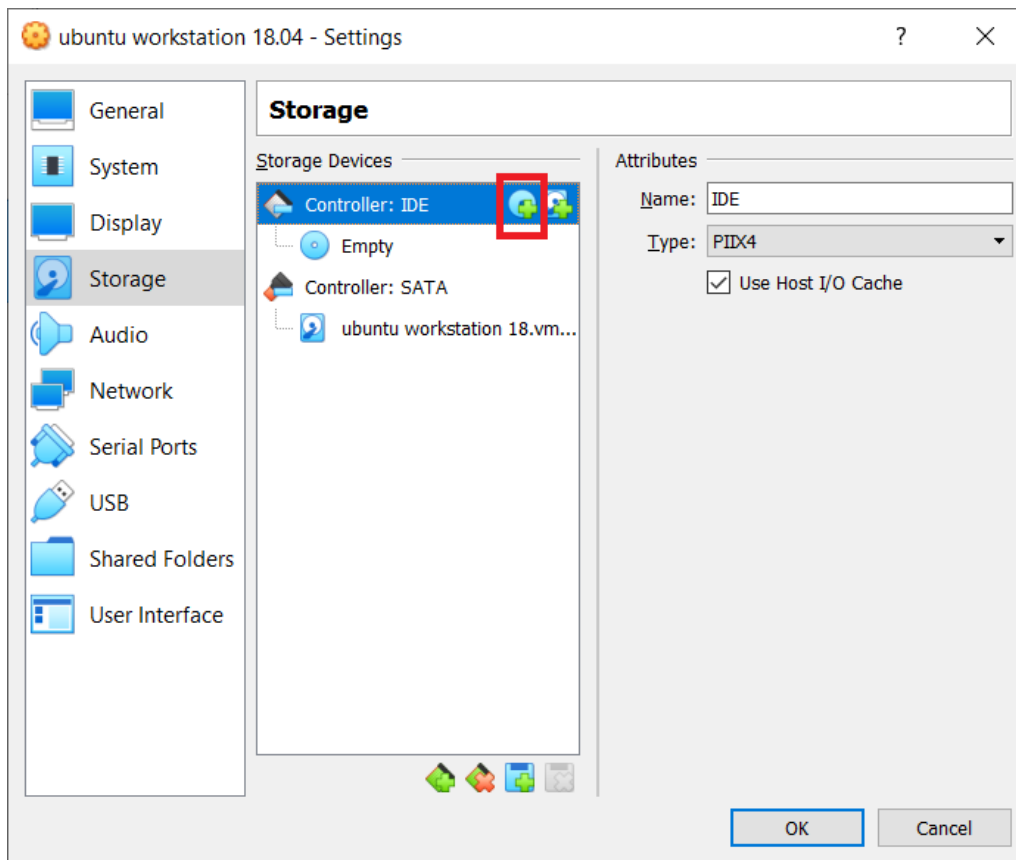 ubuntu workstation 18.04 - Settings
?
General
System
Display
Storage
Audio
Network
Serial Ports
USB
Shared Folders
User Interface
Storage
Storage Devices
Controller: IDE
Empty
Controller: SATA
ubuntu workstation 18.vm...
Attributes
Name: IDE
Type: PIIX4
Use Host I/O Cache
OK
Cancel